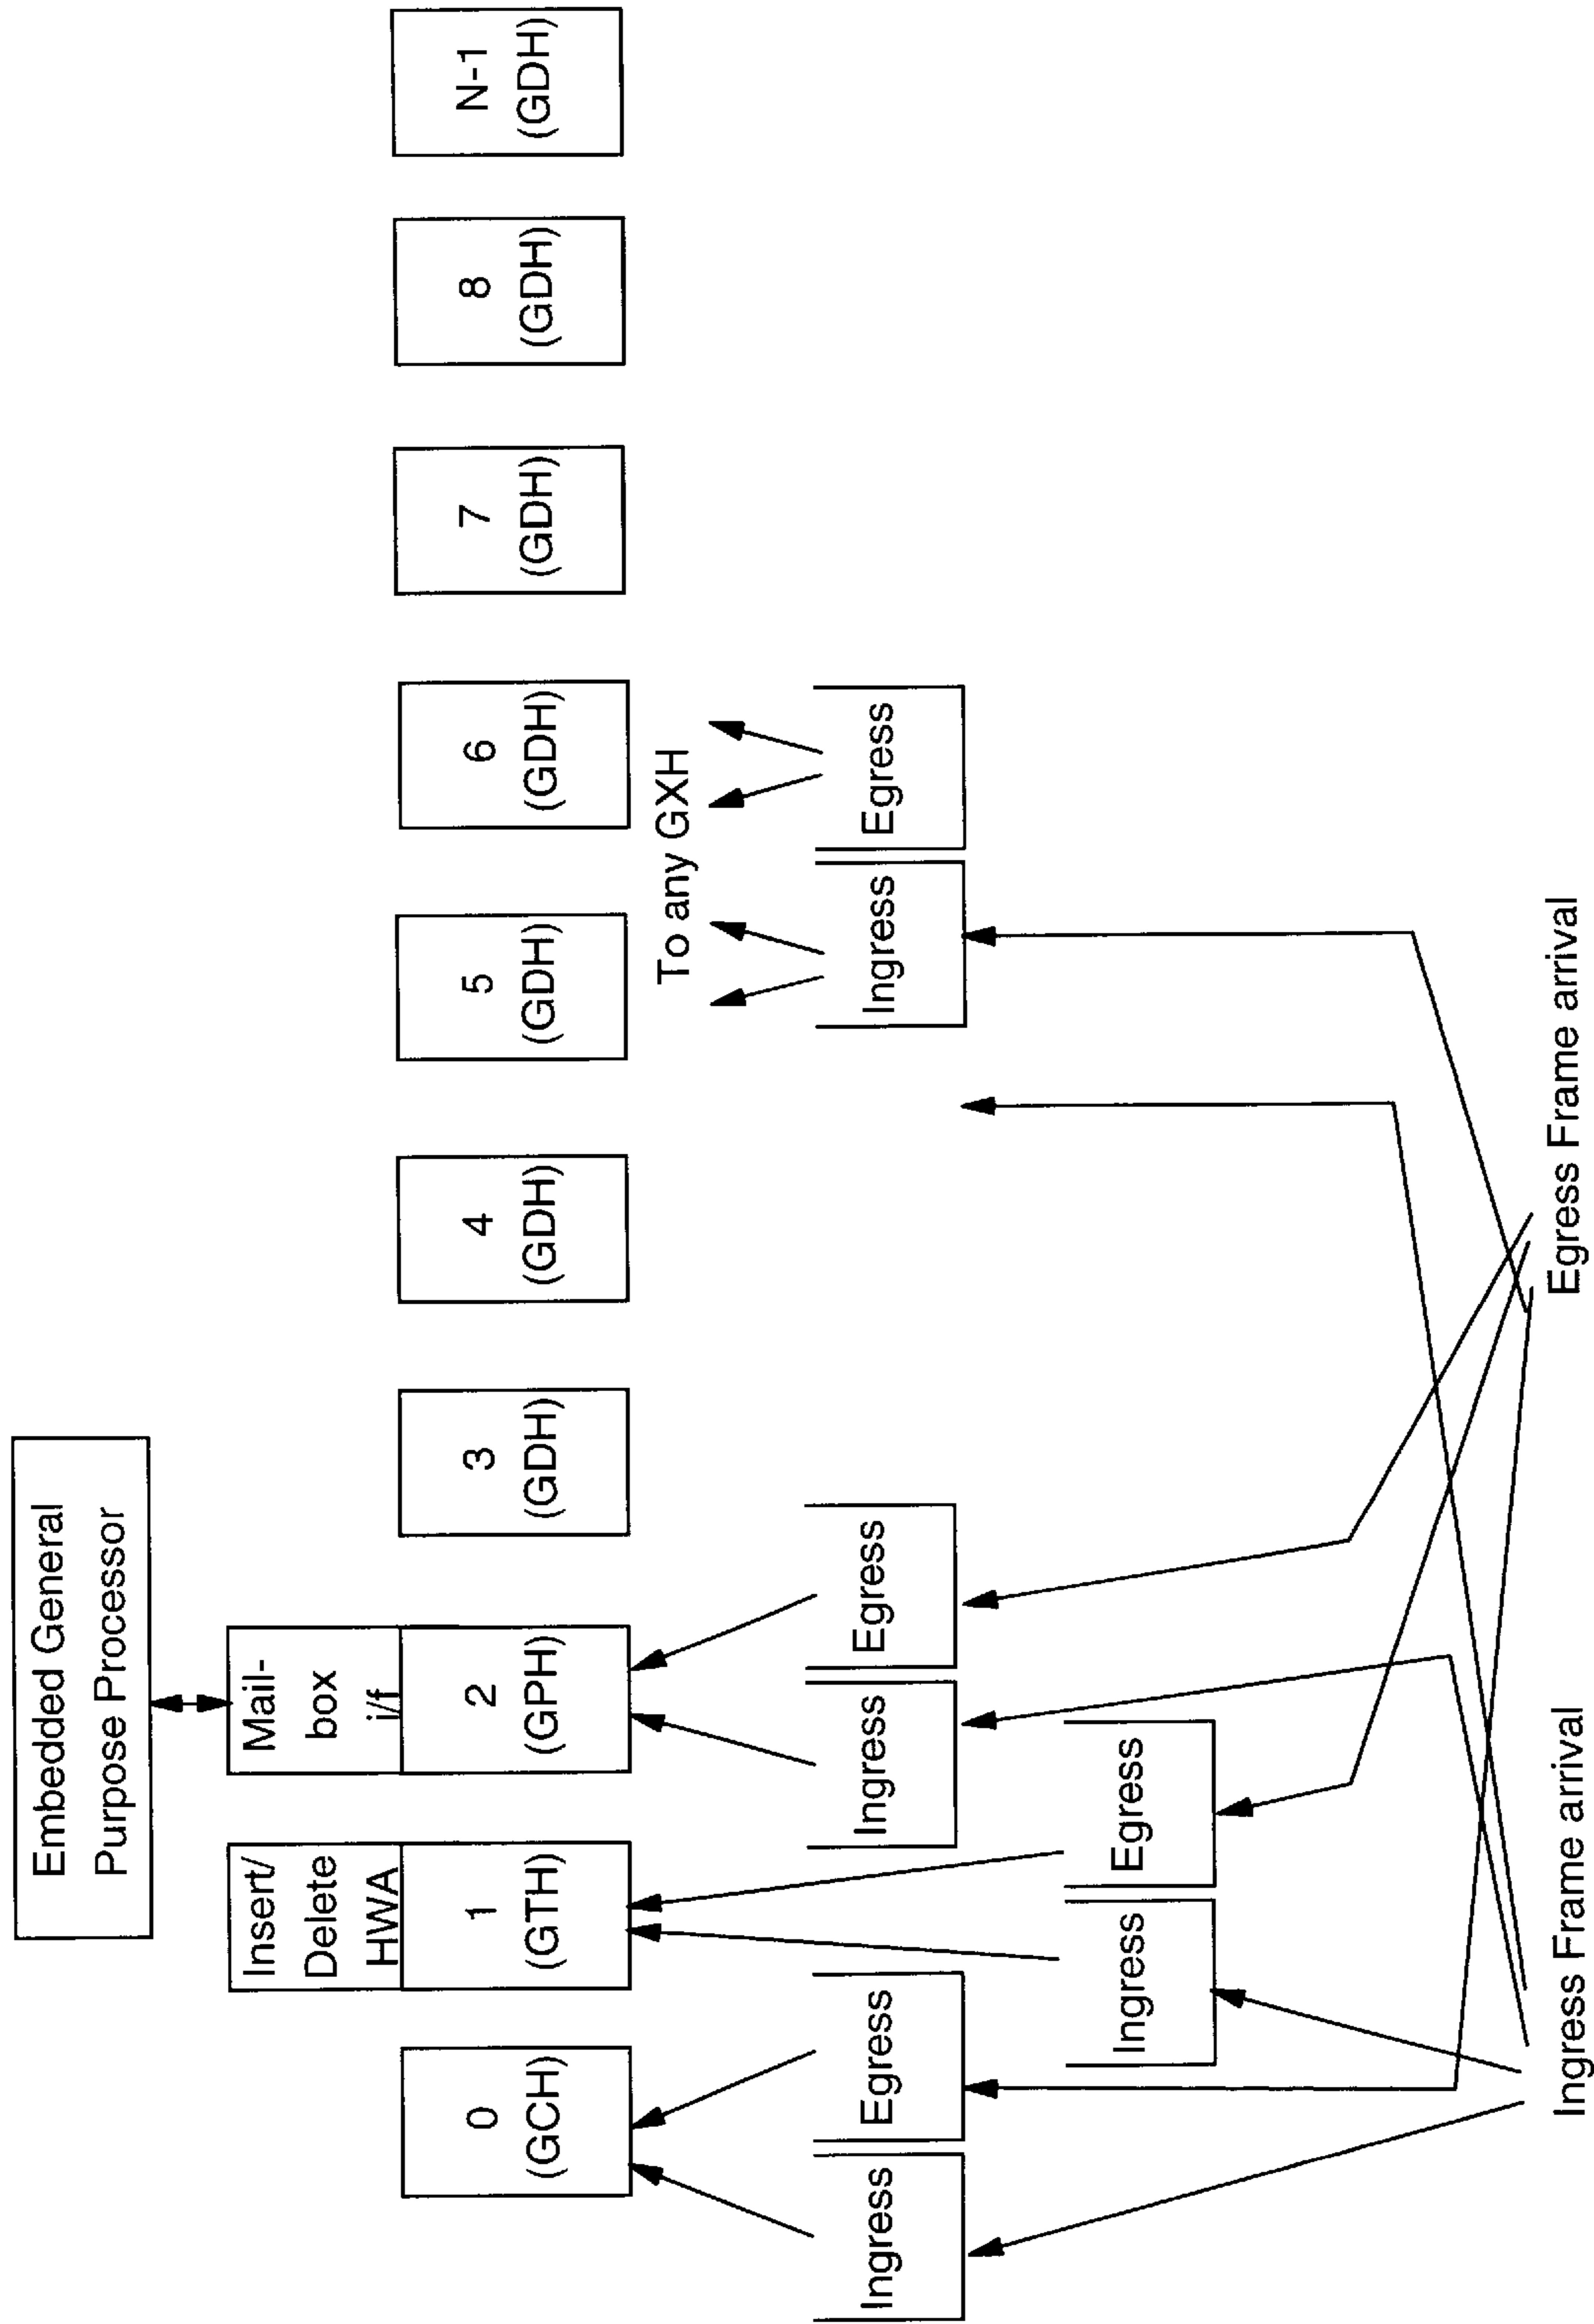 Embedded General
Purpose Processor
Insert/
Delete
HWA
Mail-
box
i/f
0
(GCH)
1
(GTH)
2
(GPH)
3
(GDH)
4
(GDH)
5
(GDH)
6
(GDH)
7
(GDH)
8
(GDH)
N-1
(GDH)
To any GXH
Ingress
Egress
Ingress
Egress
Ingress
Egress
Ingress
Egress
Ingress Frame arrival
Egress Frame arrival